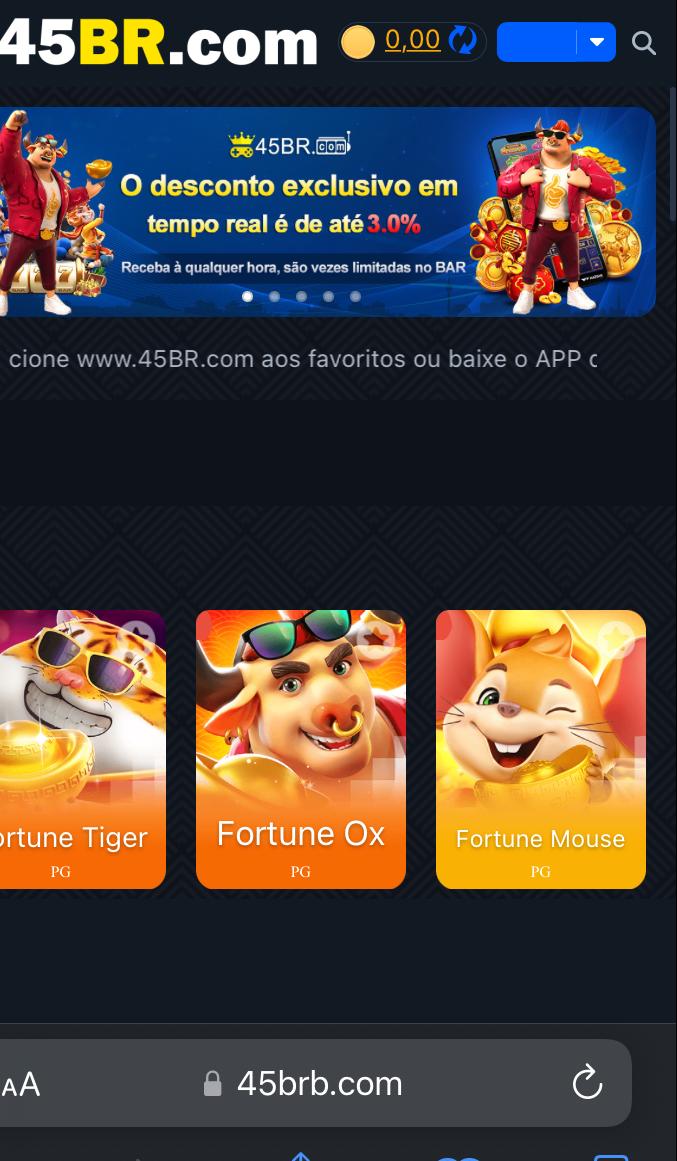 45BR.com
0,00
45BR.com
O desconto exclusivo em
tempo real é de até 3.0%
Receba à qualquer hora, são vezes limitadas no BAR
cione www.45BR.com aos favoritos ou baixe o APP c
ortune Tiger
PG
Fortune Ox
PG
Fortune Mouse
PG
AA
45brb.com